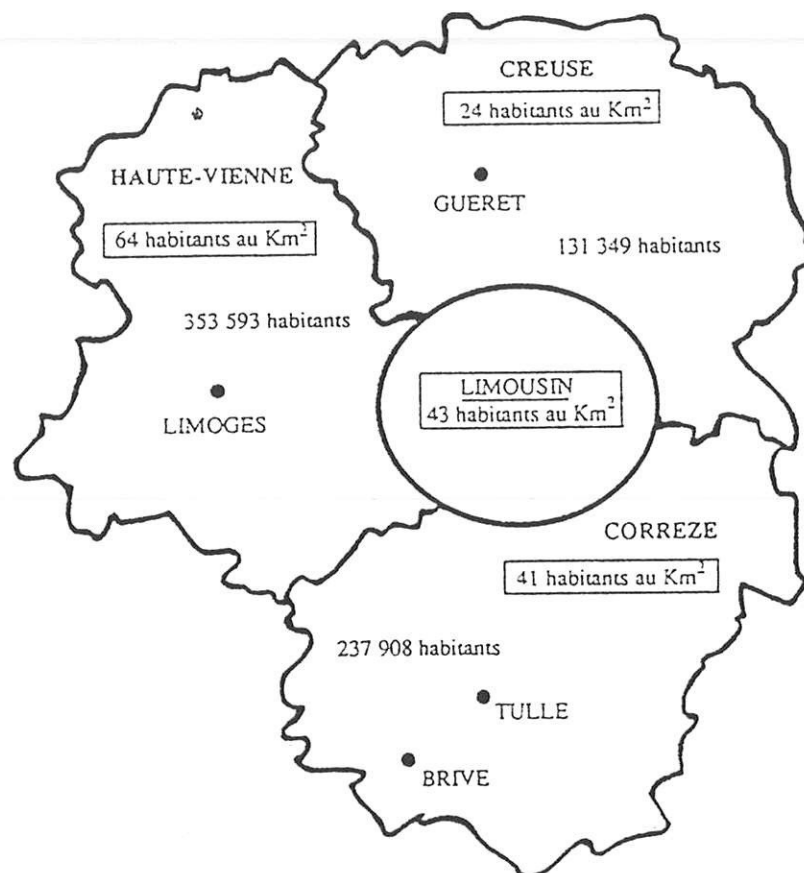 CREUSE
24 habitants au Km²
GUERET
131 349 habitants
HAUTE-VIENNE
64 habitants au Km²
353 593 habitants
LIMOGES
LIMOUSIN
43 habitants au Km²
CORREZE
41 habitants au Km²
237 908 habitants
TULLE
BRIVE